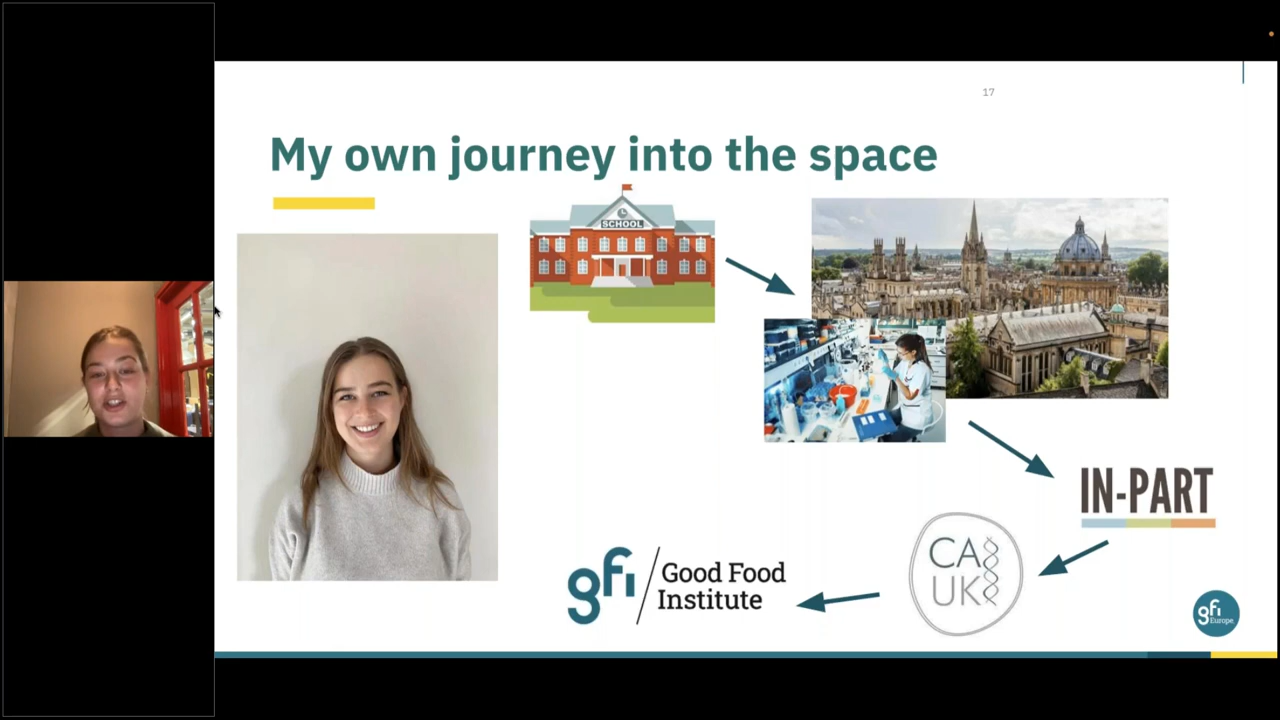 17
My own journey into the space
SCHOOL
IN-PART
CA
UK
gfi
Good Food
Institute
gfi
Europe